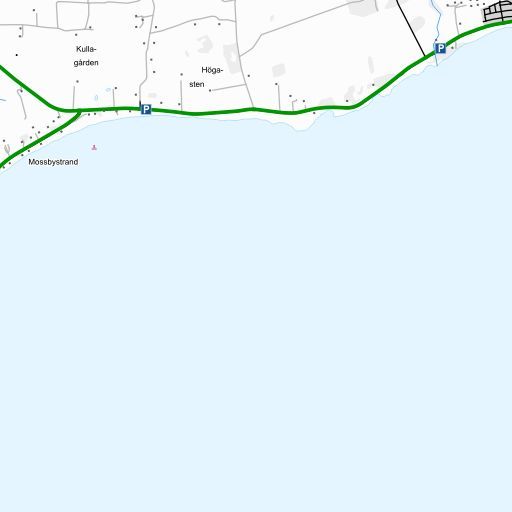 P
Kulla-
gården
Höga-
sten
P
Mossbystrand